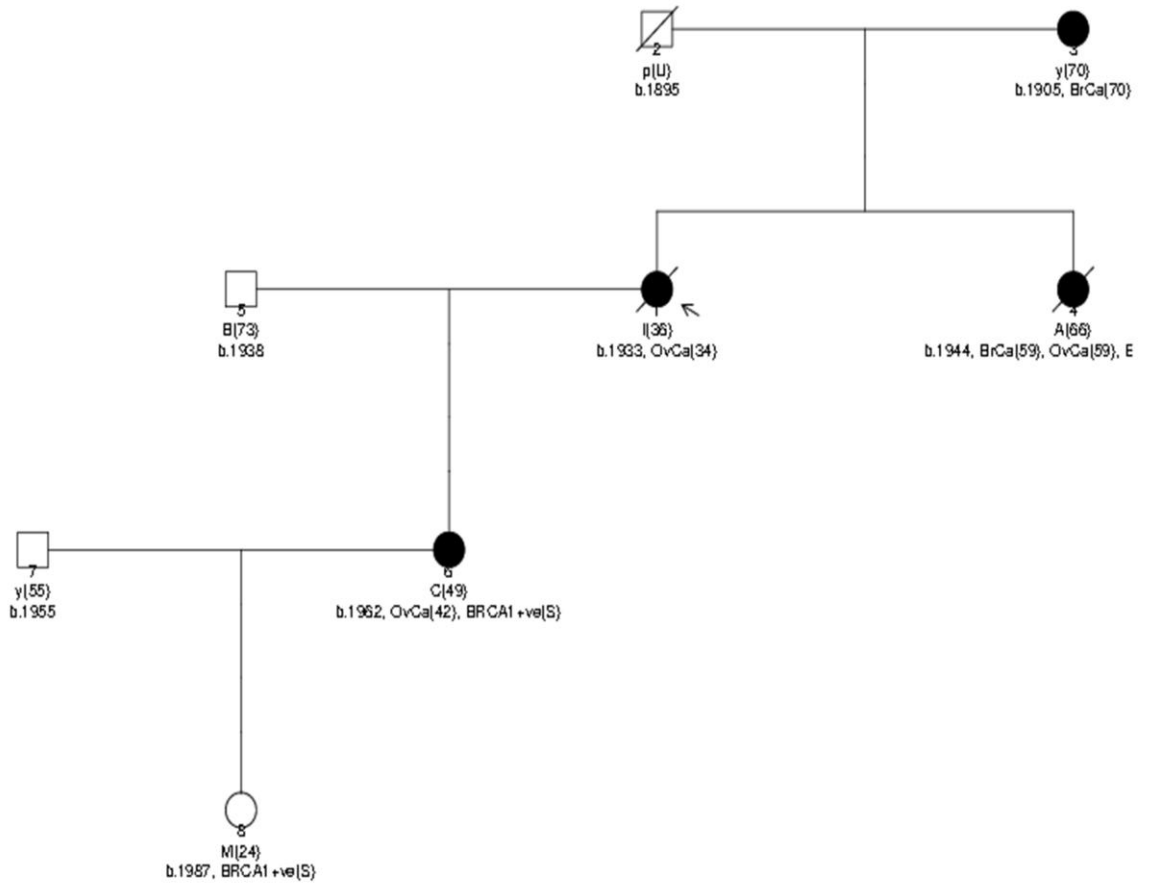 2
p(U)
b.1895
3
y(70)
b.1905, BrCa(70)
5
B(73)
b.1938
1
I(36)
b.1933, OvCa(34)
4
A(66)
b.1944, BrCa(59), OvCa(59), E
7
y(55)
b.1955
6
C(49)
b.1962, OvCa(42), BRCA1+ve(S)
8
M(24)
b.1987, BRCA1+ve(S)